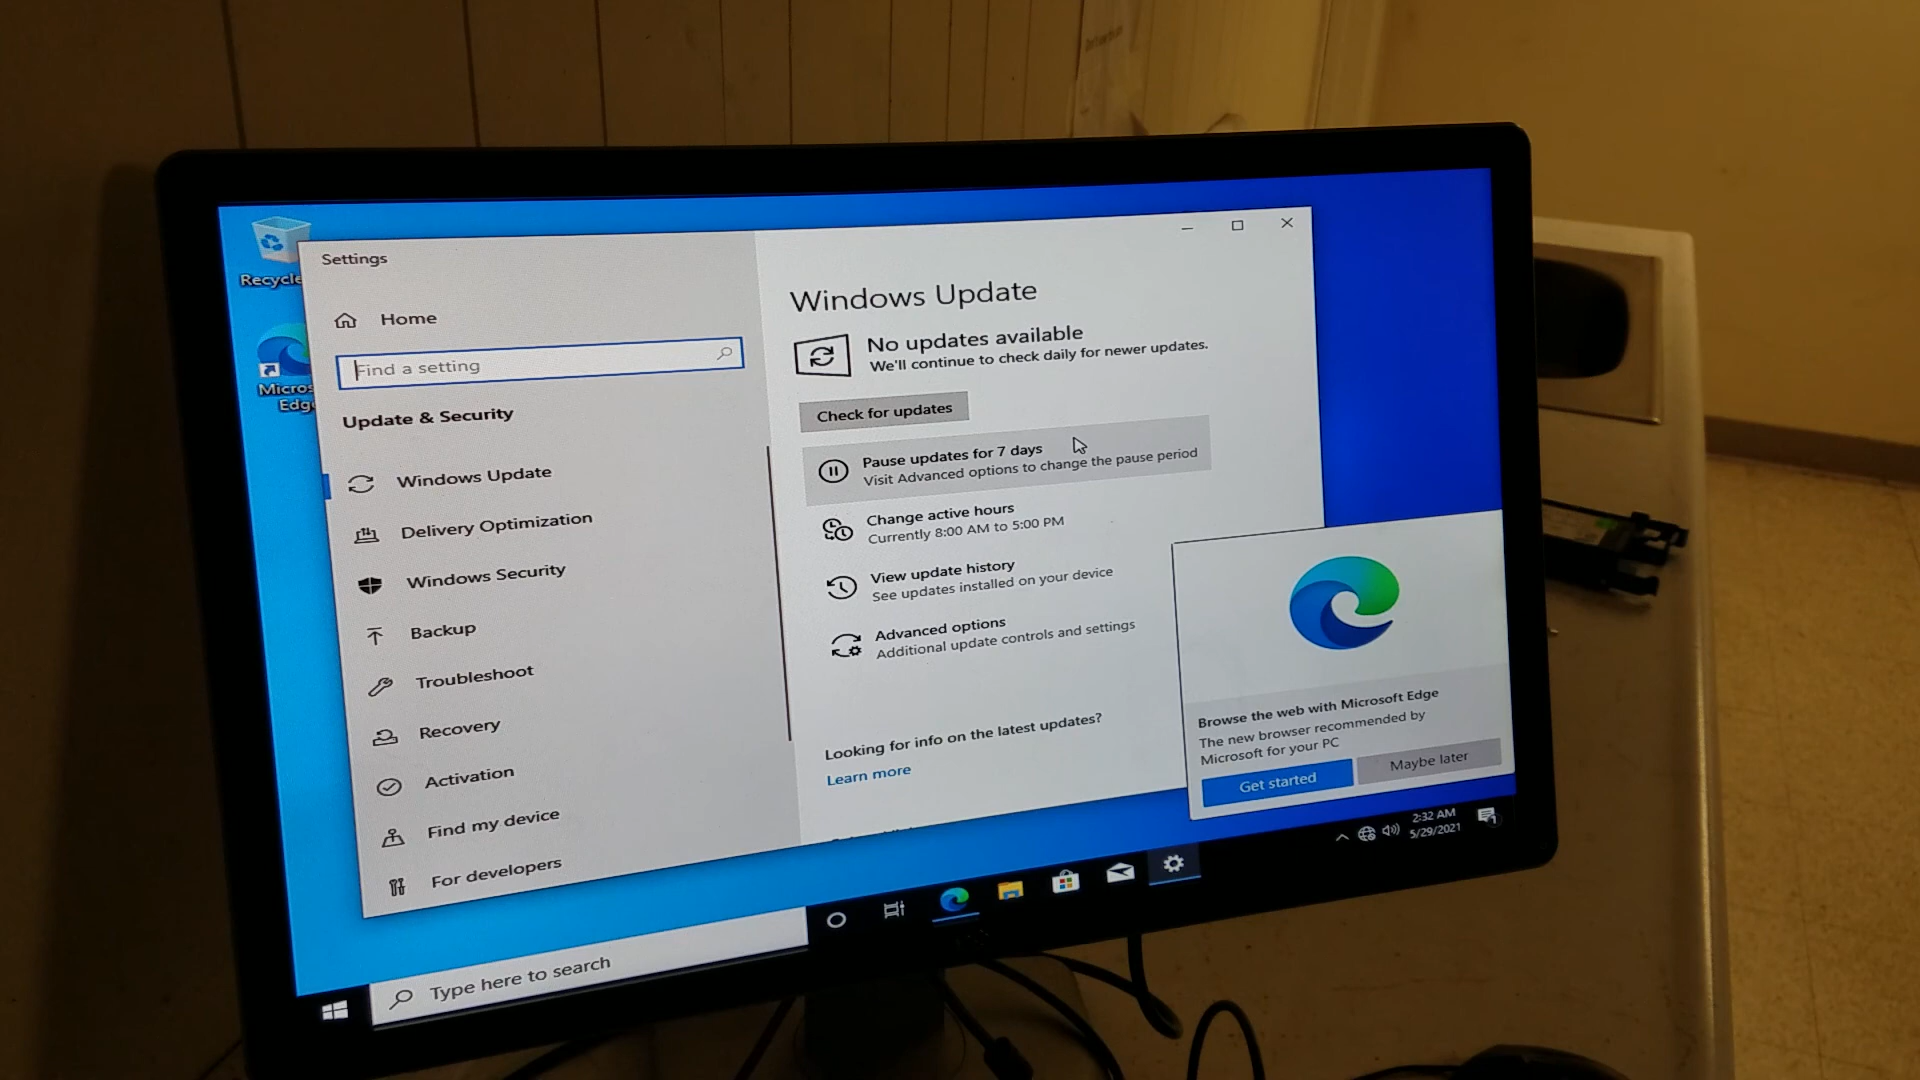 Recycle
Micros
Edg
Settings
Home
Find a setting
Update & Security
Windows Update
Delivery Optimization
Windows Security
Backup
Troubleshoot
Recovery
Activation
Find my device
For developers
Windows Update
No updates available
We'll continue to check daily for newer updates.
Check for updates
Pause updates for 7 days
Visit Advanced options to change the pause period
Change active hours
Currently 8:00 AM to 5:00 PM
View update history
See updates installed on your device
Advanced options
Additional update controls and settings
Looking for info on the latest updates?
Learn more
Browse the web with Microsoft Edge
The new browser recommended by
Microsoft for your PC
Get started
Maybe later
Type here to search
2:32 AM
5/29/2021
1